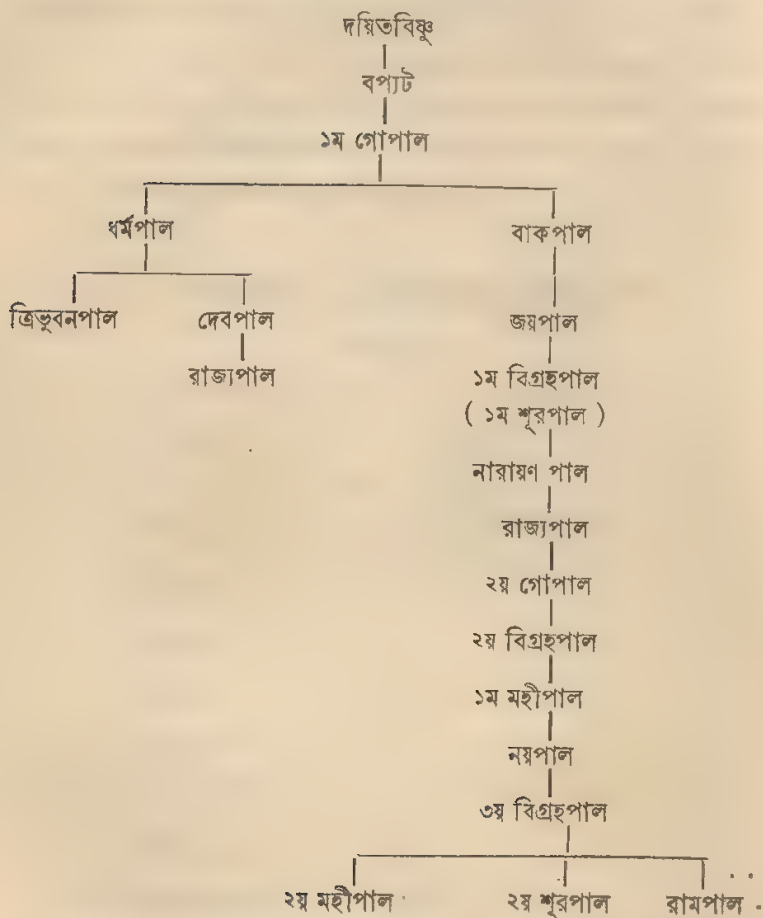 দয়িতবিষ্ণু
বপ্যট
১ম গোপাল
ধর্মপাল বাকপাল
ত্রিভুবনপাল দেবপাল জয়পাল
রাজ্যপাল ১ম বিগ্রহপাল
( ১ম শূরপাল )
নারায়ণ পাল
রাজ্যপাল
২য় গোপাল
২য় বিগ্রহপাল
১ম মহীপাল
নয়পাল
৩য় বিগ্রহপাল
২য় মহীপাল ২য় শূরপাল রামপাল